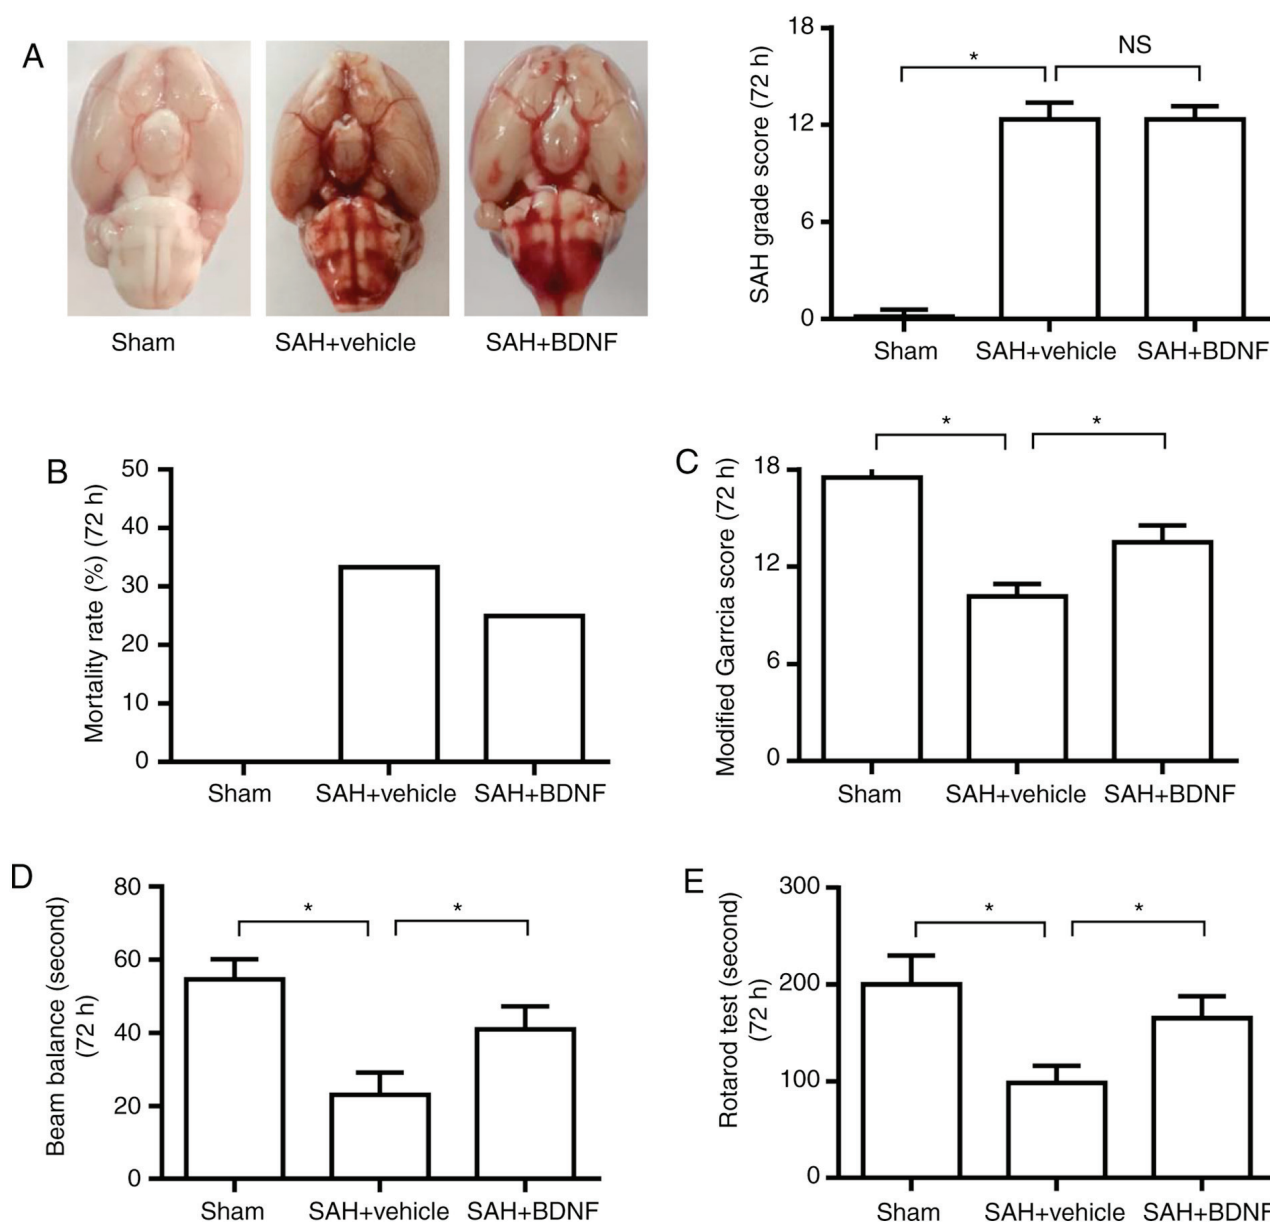 A
Sham
SAH+vehicle
SAH+BDNF
SAH grade score (72 h)
18
12
6
0
*
NS
Sham
SAH+vehicle
SAH+BDNF
B
Mortality rate (%) (72 h)
50
40
30
20
10
0
Sham
SAH+vehicle
SAH+BDNF
C
Modified Garrcia score (72 h)
18
12
6
0
*
*
Sham
SAH+vehicle
SAH+BDNF
D
Beam balance (second)
(72 h)
80
60
40
20
0
*
*
Sham
SAH+vehicle
SAH+BDNF
E
Rotarod test (second)
(72 h)
300
200
100
0
*
*
Sham
SAH+vehicle
SAH+BDNF